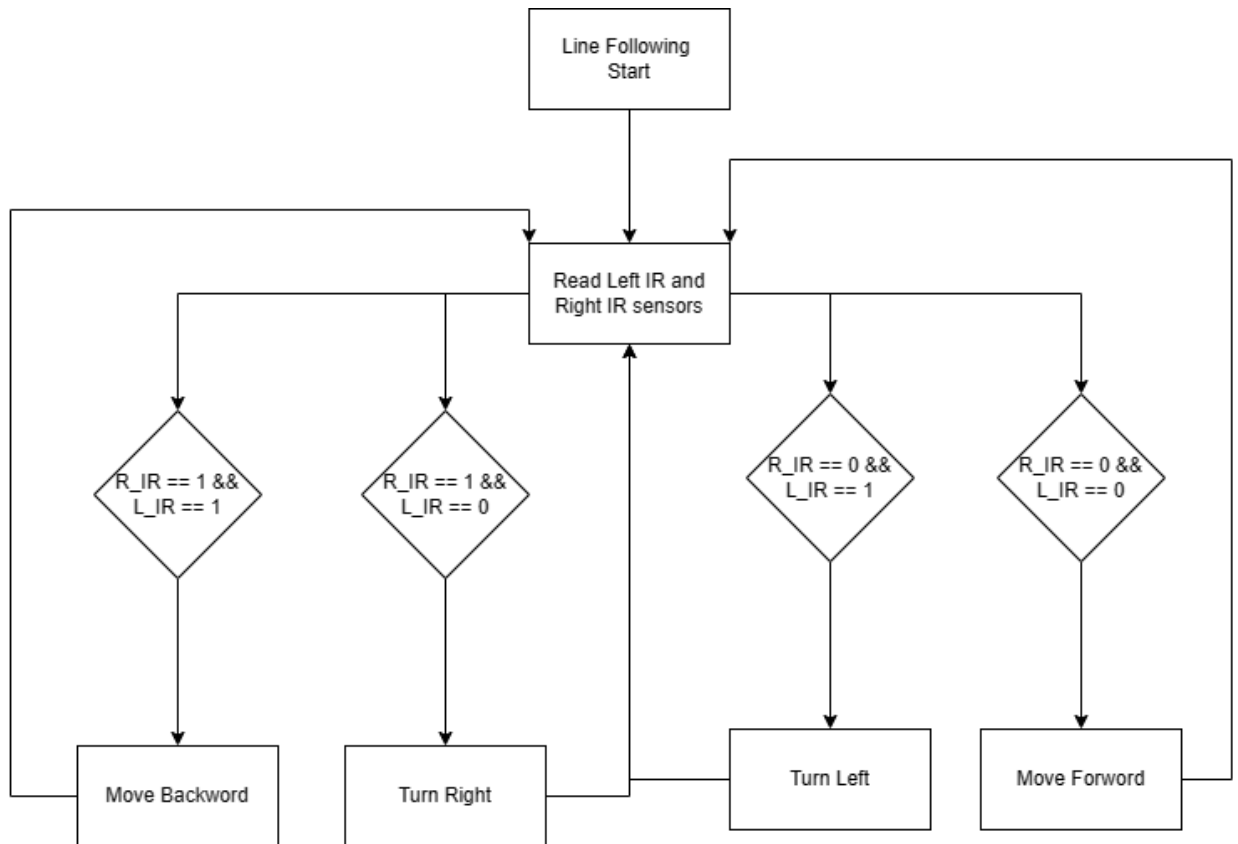 Line Following
Start
Read Left IR and
Right IR sensors
R_IR == 1 &&
L_IR == 1
R_IR == 1 &&
L_IR == 0
R_IR == 0 &&
L_IR == 1
R_IR == 0 &&
L_IR == 0
Move Backword
Turn Right
Turn Left
Move Forword